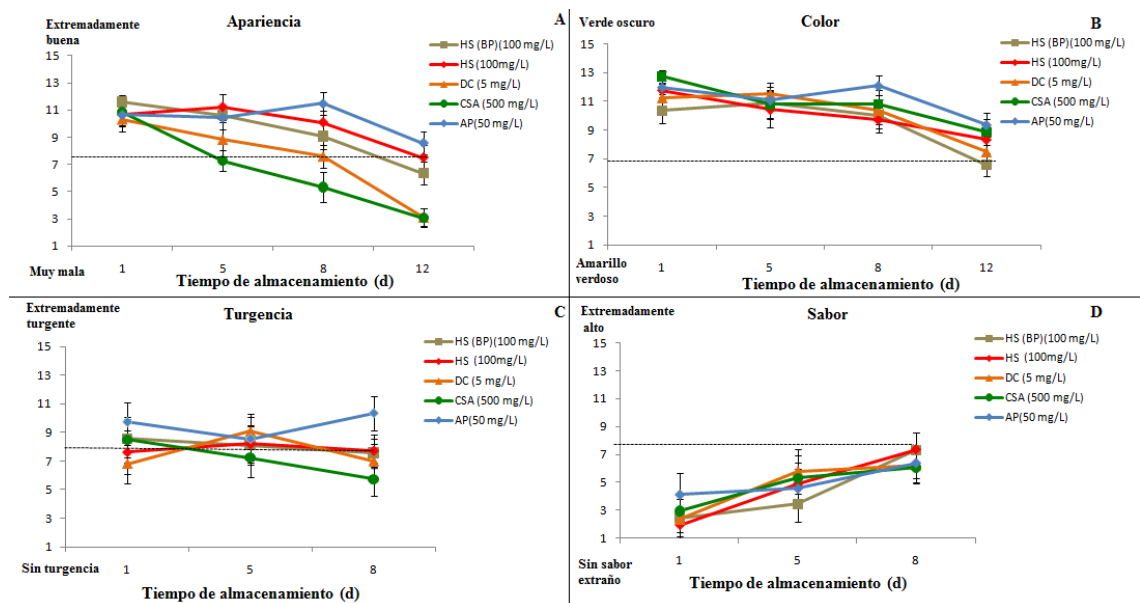 Extremadamente
buena
Apariencia
A
HS (BP)(100 mg/L)
HS (100mg/L)
DC (5 mg/L)
CSA (500 mg/L)
AP(50 mg/L)
15
13
11
9
7
5
3
1
Muy mala
1
5
8
12
Tiempo de almacenamiento (d)
Verde oscuro
Color
B
HS (BP)(100 mg/L)
HS (100mg/L)
DC (5 mg/L)
CSA (500 mg/L)
AP(50 mg/L)
15
13
11
9
7
5
3
1
Amarillo
verdoso
1
5
8
12
Tiempo de almacenamiento (d)
Extremadamente
turgente
Turgencia
C
HS (BP)(100 mg/L)
HS (100mg/L)
DC (5 mg/L)
CSA (500 mg/L)
AP(50 mg/L)
15
13
11
9
7
5
3
1
Sin turgencia
1
5
8
Tiempo de almacenamiento (d)
Extremadamente
alto
Sabor
D
HS (BP)(100 mg/L)
HS (100mg/L)
DC (5 mg/L)
CSA (500 mg/L)
AP(50 mg/L)
15
13
11
9
7
5
3
1
Sin sabor
extraño
1
5
8
Tiempo de almacenamiento (d)